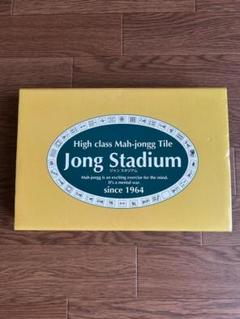 High class Mah-jongg Tile
Jong Stadium
ジャン スタジアム
Mah-jongg is an exciting exercise for the mind.
It's a mental war.
since 1964